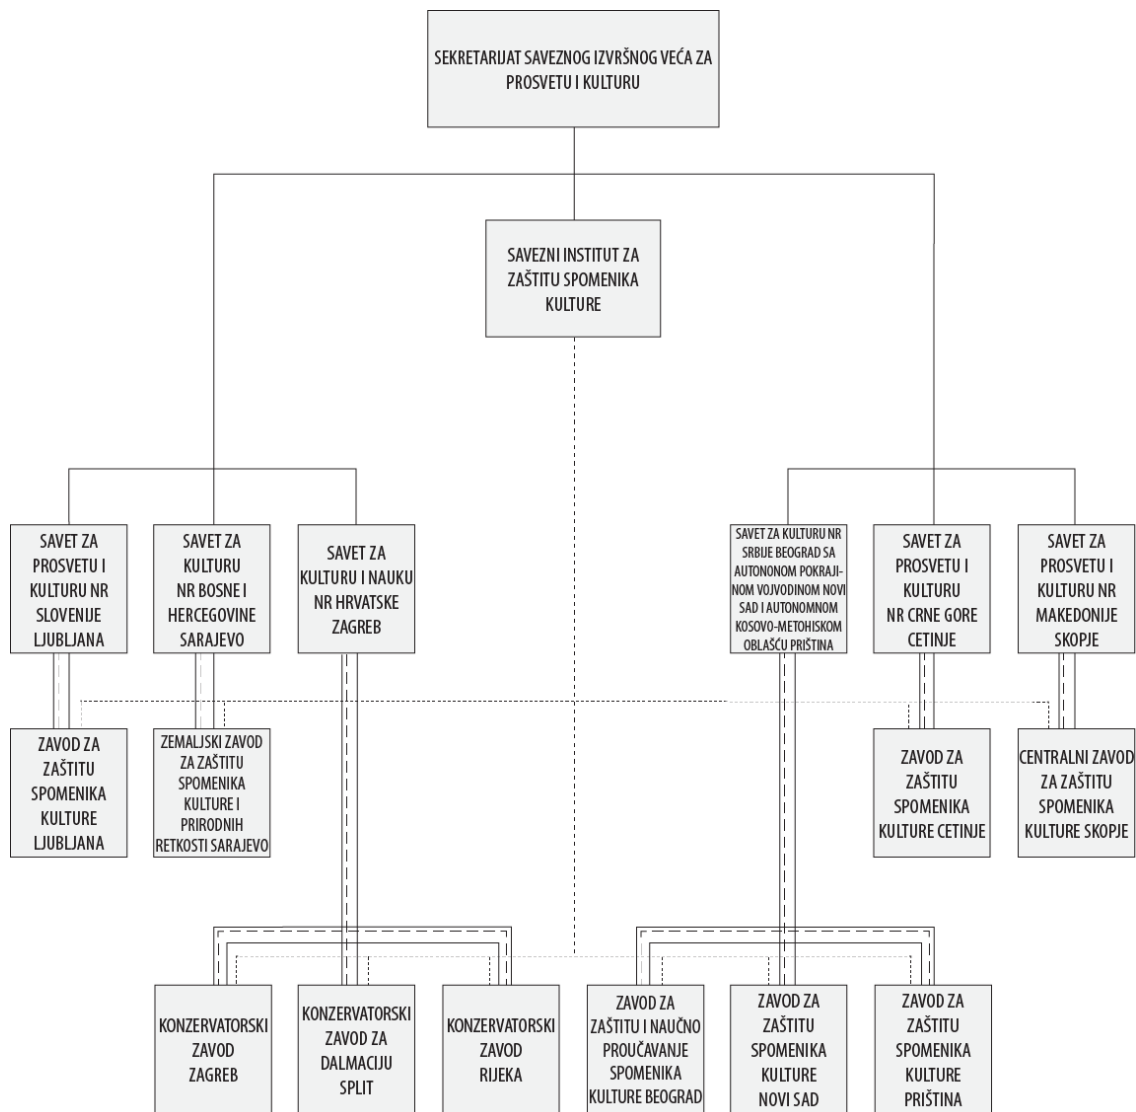 SEKRETARIJAT SAVEZNOG IZVRŠNOG VEĆA ZA
PROSVETU I KULTURU
SAVEZNI INSTITUT ZA
ZAŠTITU SPOMENIKA
KULTURE
SAVET ZA
PROSVETU I
KULTURU NR
SLOVENIJE
LJUBLJANA
SAVET ZA
KULTURU
NR BOSNE I
HERCEGOVINE
SARAJEVO
SAVET ZA
KULTURU I NAUKU
NR HRVATSKE
ZAGREB
SAVET ZA KULTURU NR
SRBIJE BEOGRAD SA
AUTONONOM POKRAJI-
NOM VOJVODINOM NOVI
SAD I AUTONOMNOM
KOSOVO-METOHISKOM
OBLAŠĆU PRIŠTINA
SAVET ZA
PROSVETU I
KULTURU
NR CRNE GORE
CETINJE
SAVET ZA
PROSVETU I
KULTURU NR
MAKEDONIJE
SKOPJE
ZAVOD ZA
ZAŠTITU
SPOMENIKA
KULTURE
LJUBLJANA
ZEMALJSKI ZAVOD
ZA ZAŠTITU
SPOMENIKA
KULTURE I
PRIRODNIH
RETKOSTI SARAJEVO
ZAVOD ZA
ZAŠTITU
SPOMENIKA
KULTURE CETINJE
CENTRALNI ZAVOD
ZA ZAŠTITU
SPOMENIKA
KULTURE SKOPJE
KONZERVATORSKI
ZAVOD
ZAGREB
KONZERVATORSKI
ZAVOD ZA
DALMACIJU
SPLIT
KONZERVATORSKI
ZAVOD
RIJEKA
ZAVOD ZA
ZAŠTITU I NAUČNO
PROUČAVANJE
SPOMENIKA
KULTURE BEOGRAD
ZAVOD ZA
ZAŠTITU
SPOMENIKA
KULTURE
NOVI SAD
ZAVOD ZA
ZAŠTITU
SPOMENIKA
KULTURE
PRIŠTINA